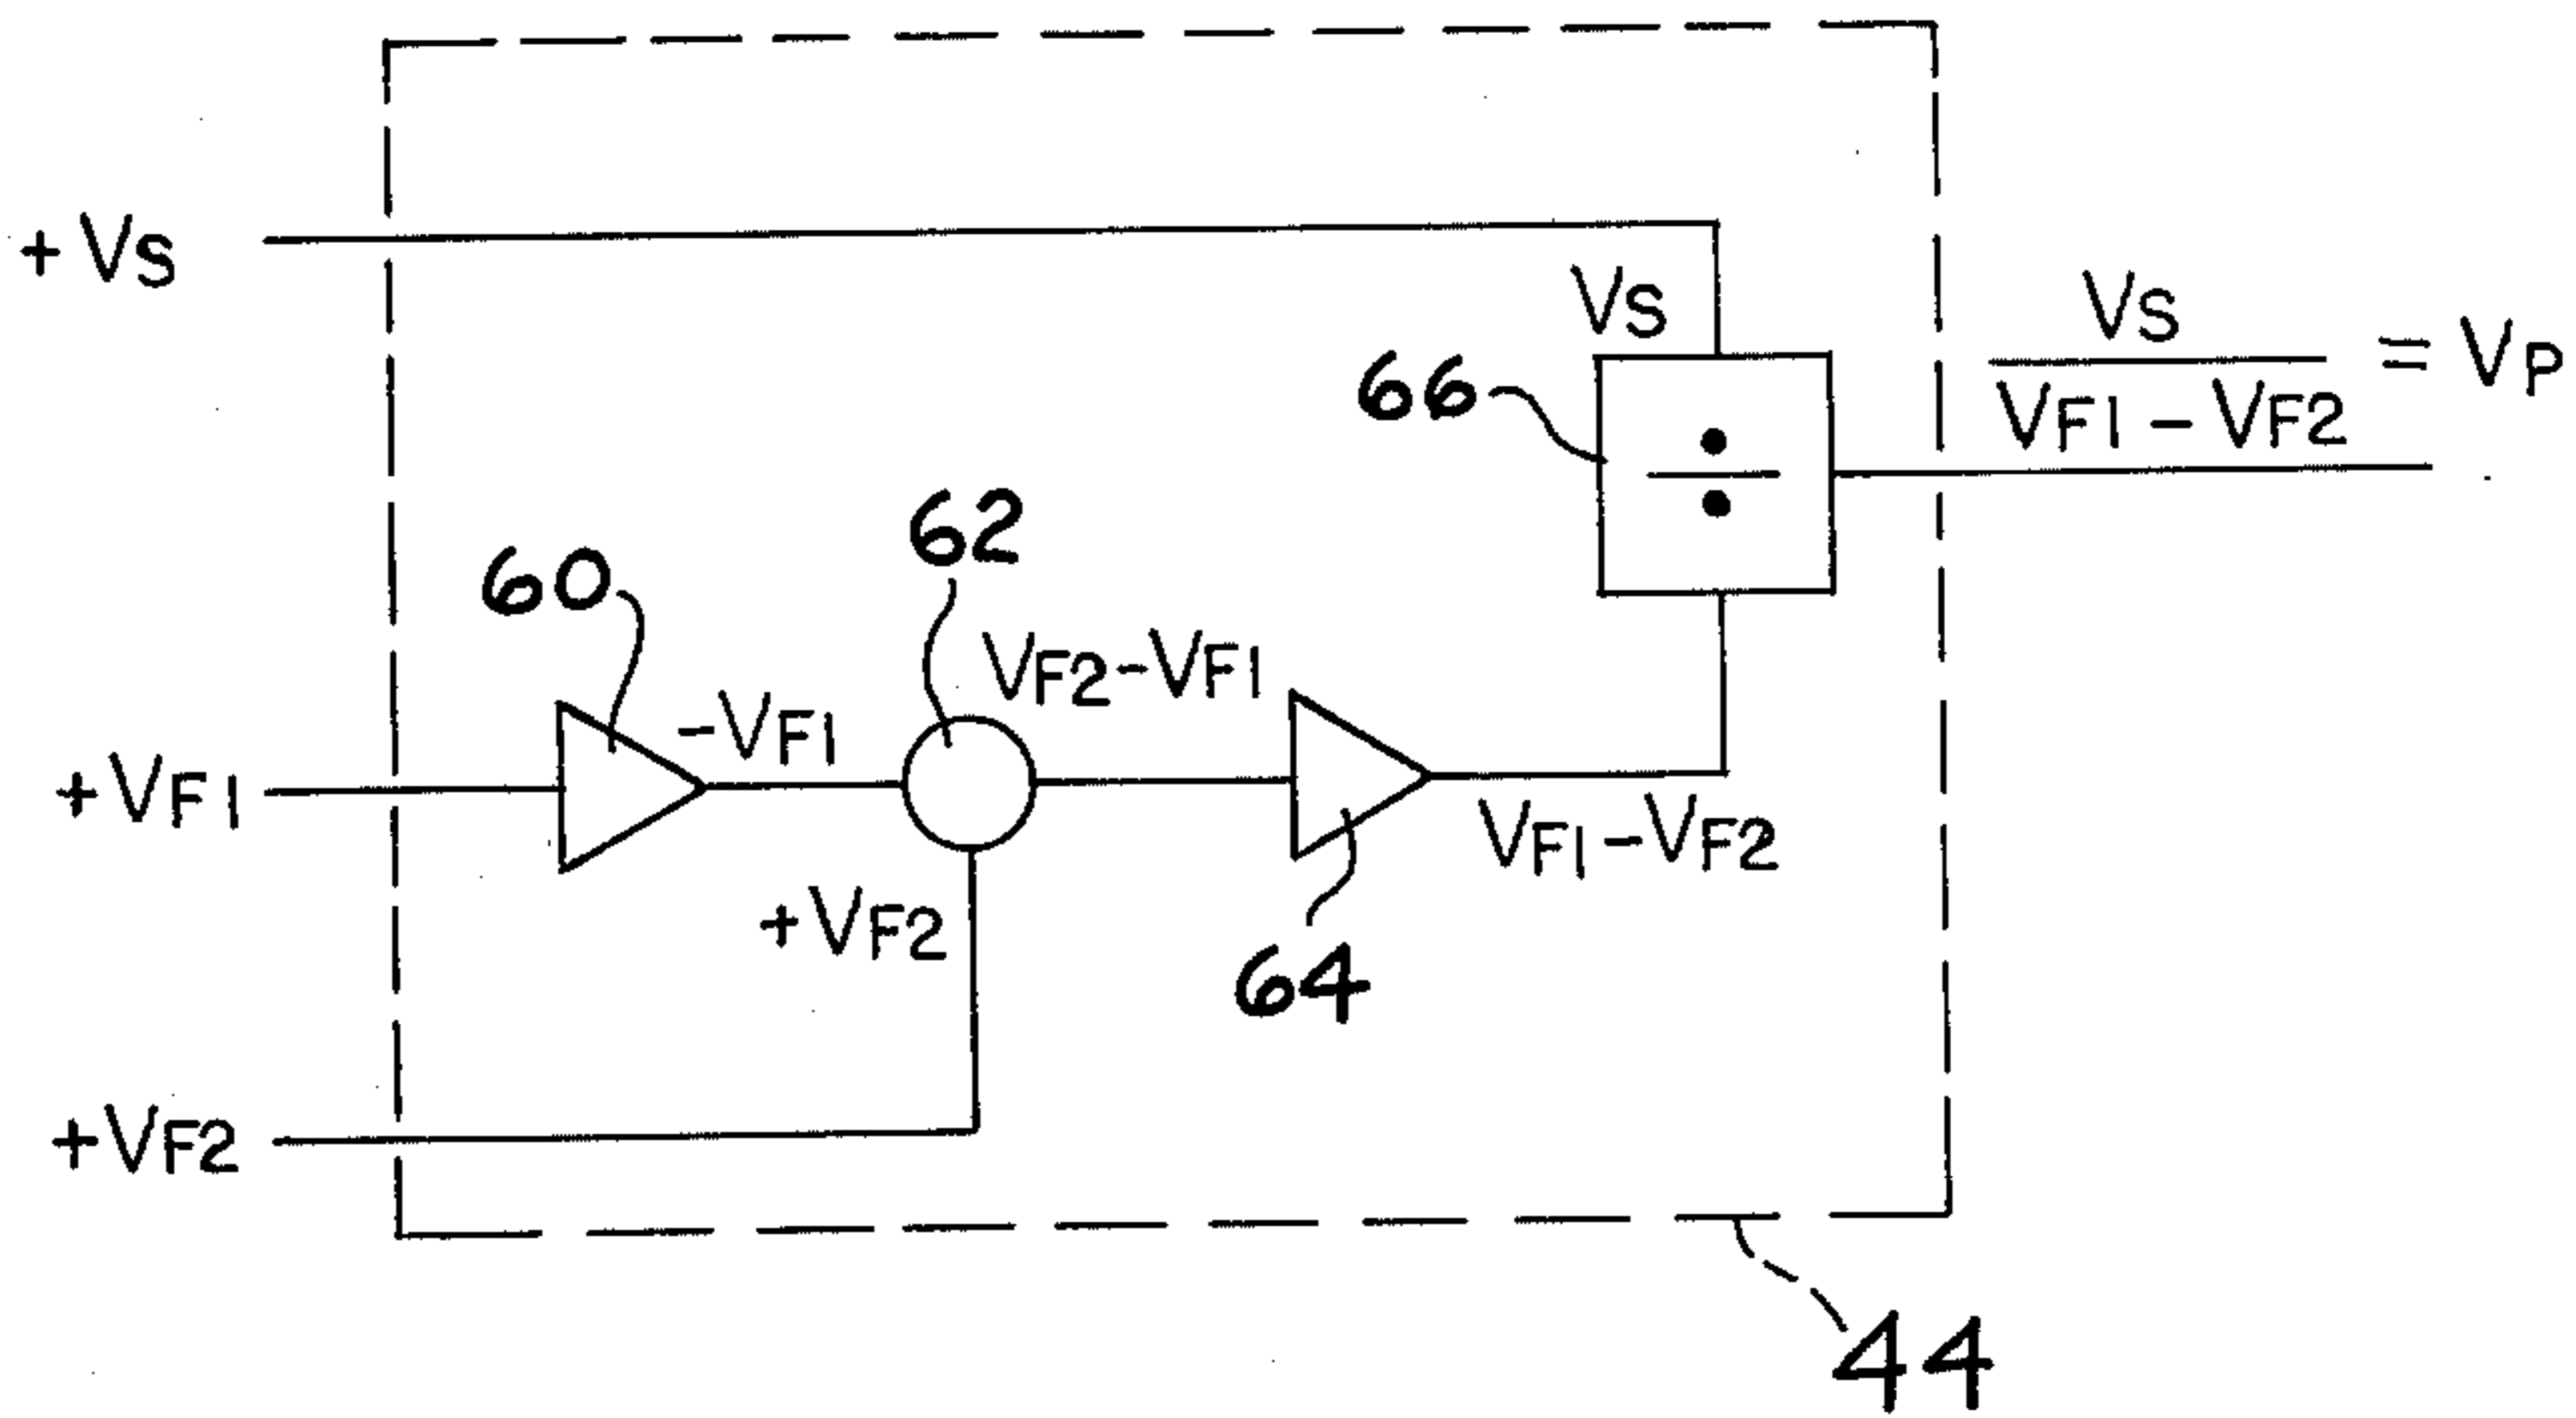 + VS
VS
66
÷
VS
VF1 - VF2
= VP
62
60
VF2-VF1
-VF1
+VF1
VF1-VF2
+VF2
64
+VF2
44